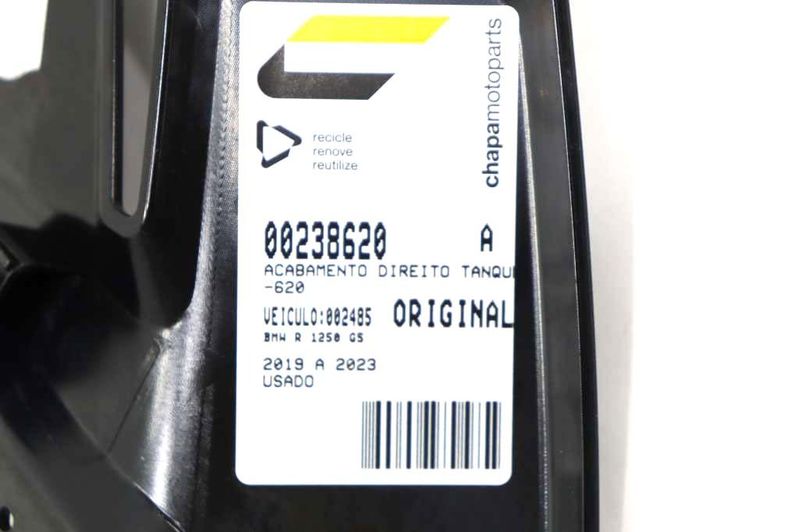 chapamotoparts
recicle
renove
reutilize
00238620 A
ACABAMENTO DIREITO TANQU
-620
VEICULO:002485 ORIGINAL
BMW R 1250 GS
2019 A 2023
USADO